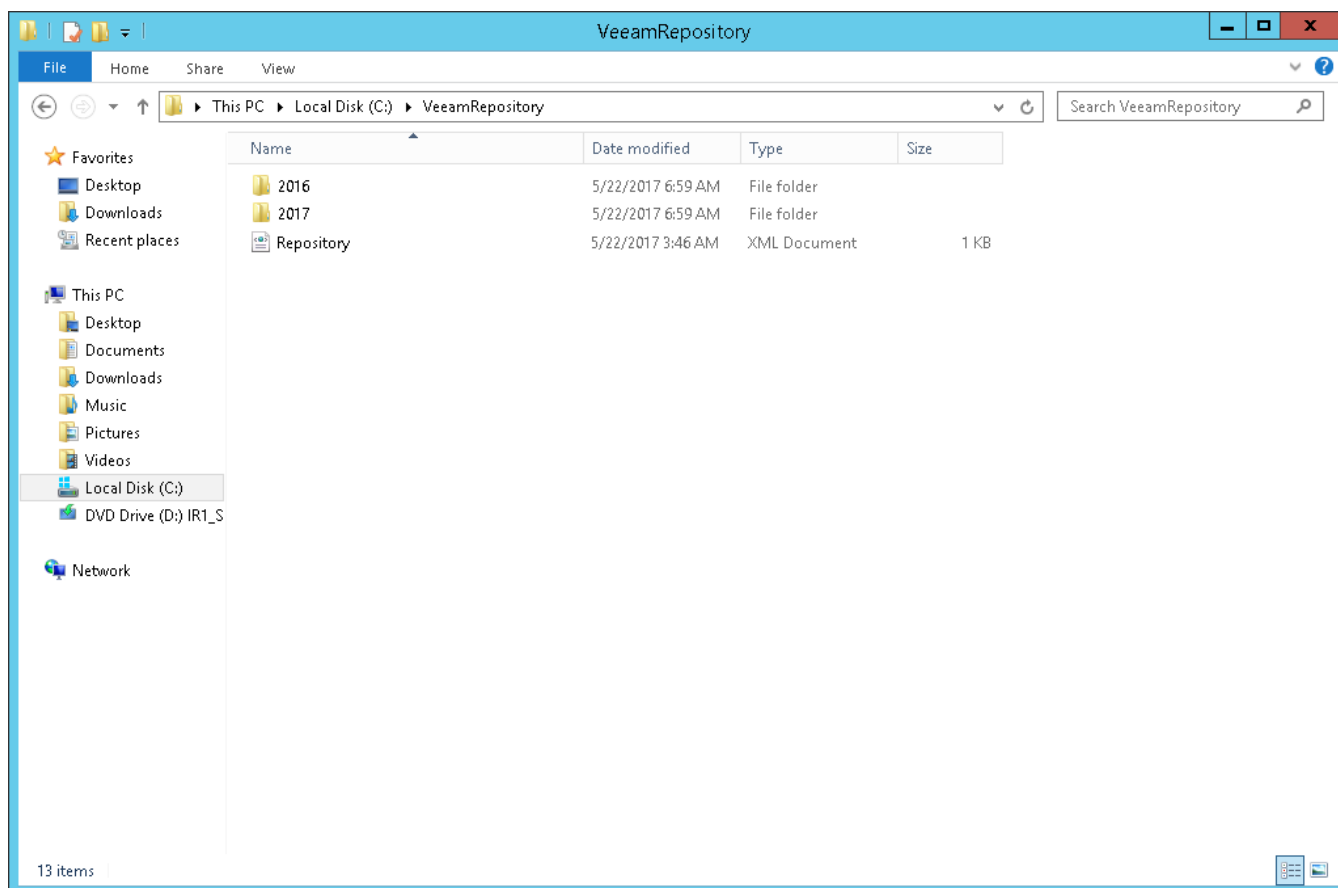 VeeamRepository
File Home Share View
This PC Local Disk (C:) VeeamRepository Search VeeamRepository
Name Date modified Type Size
Favorites
Desktop
Downloads
Recent places
This PC
Desktop
Documents
Downloads
Music
Pictures
Videos
Local Disk (C:)
DVD Drive (D:) IR1_S
Network
2016 5/22/2017 6:59 AM File folder
2017 5/22/2017 6:59 AM File folder
Repository 5/22/2017 3:46 AM XML Document 1 KB
13 items